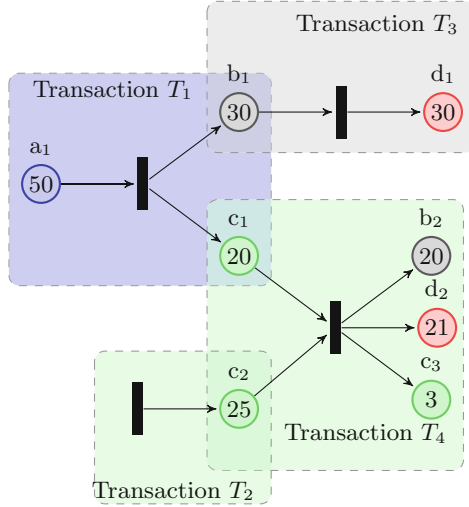 Transaction T3
b1
d1
Transaction T1
30
30
a1
50
c1
b2
20
20
d2
21
c2
c3
25
3
Transaction T4
Transaction T2